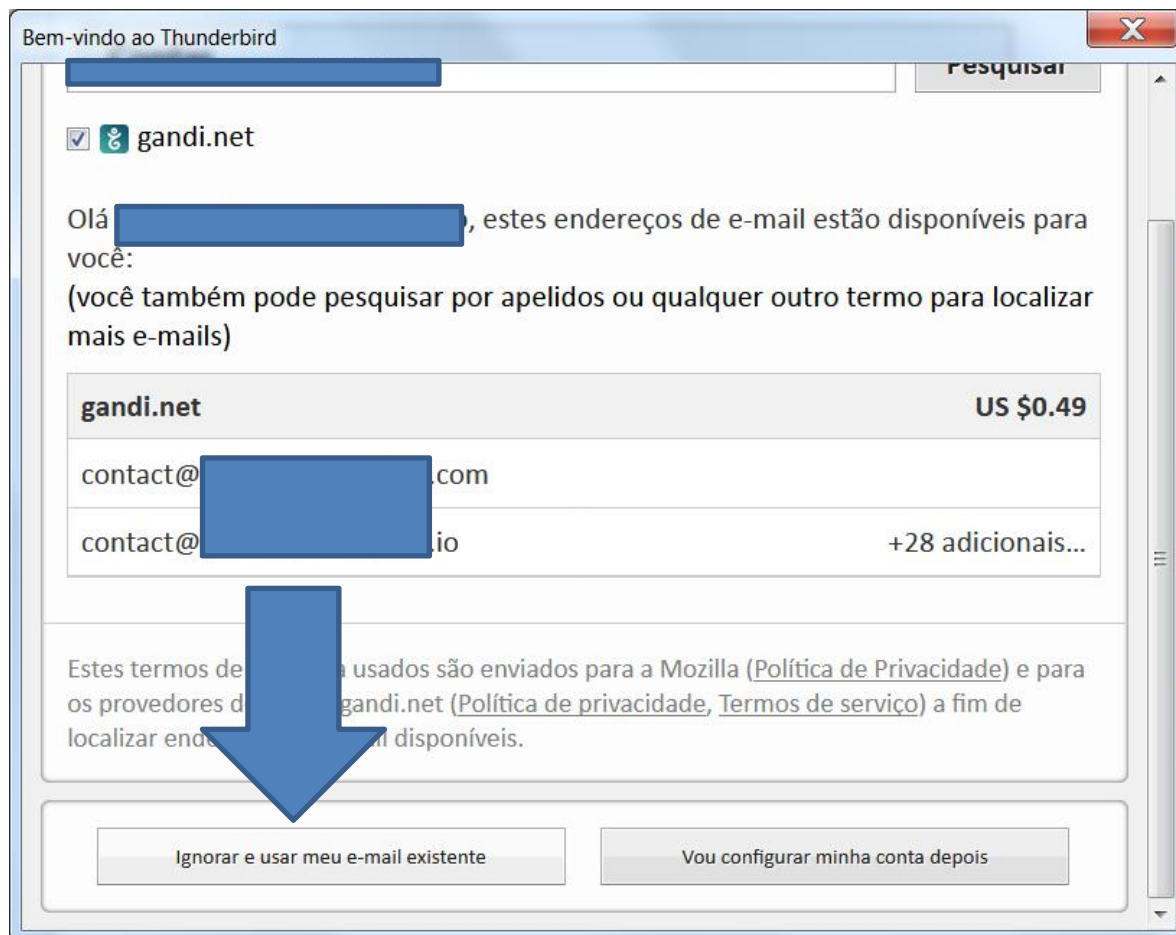 Bem-vindo ao Thunderbird
Pesquisar
gandi.net
Olá , estes endereços de e-mail estão disponíveis para
você:
(você também pode pesquisar por apelidos ou qualquer outro termo para localizar
mais e-mails)
gandi.net US $0.49
contact@ .com
contact@ .io +28 adicionais...
Estes termos de usados são enviados para a Mozilla (Política de Privacidade) e para
os provedores gandi.net (Política de privacidade, Termos de serviço) a fim de
localizar disponíveis.
Ignorar e usar meu e-mail existente
Vou configurar minha conta depois